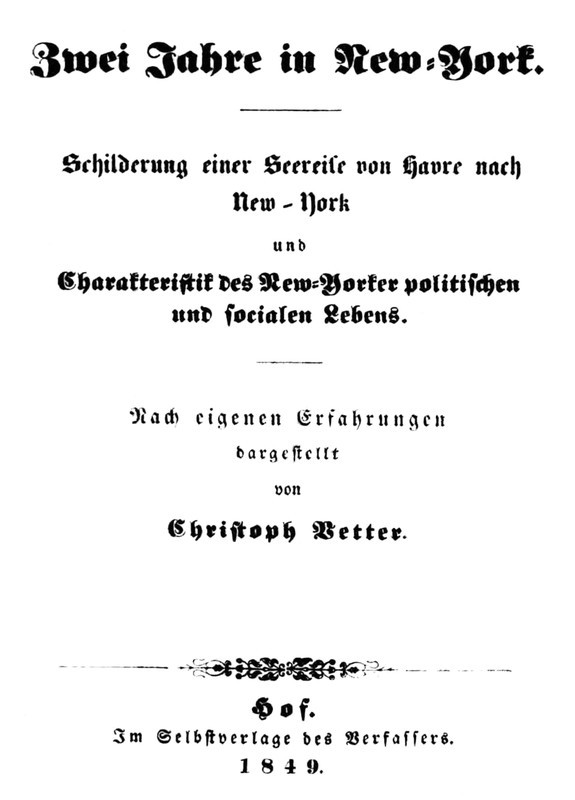 Zwei Jahre in New-York.
Schilderung einer Seereise von Havre nach
New - York
und
Charakteristik des New-Yorker politischen
und socialen Lebens.
Nach eigenen Erfahrungen
dargestellt
von
Christoph Vetter.
Hof.
Im Selbstverlage des Verfassers.
1849.